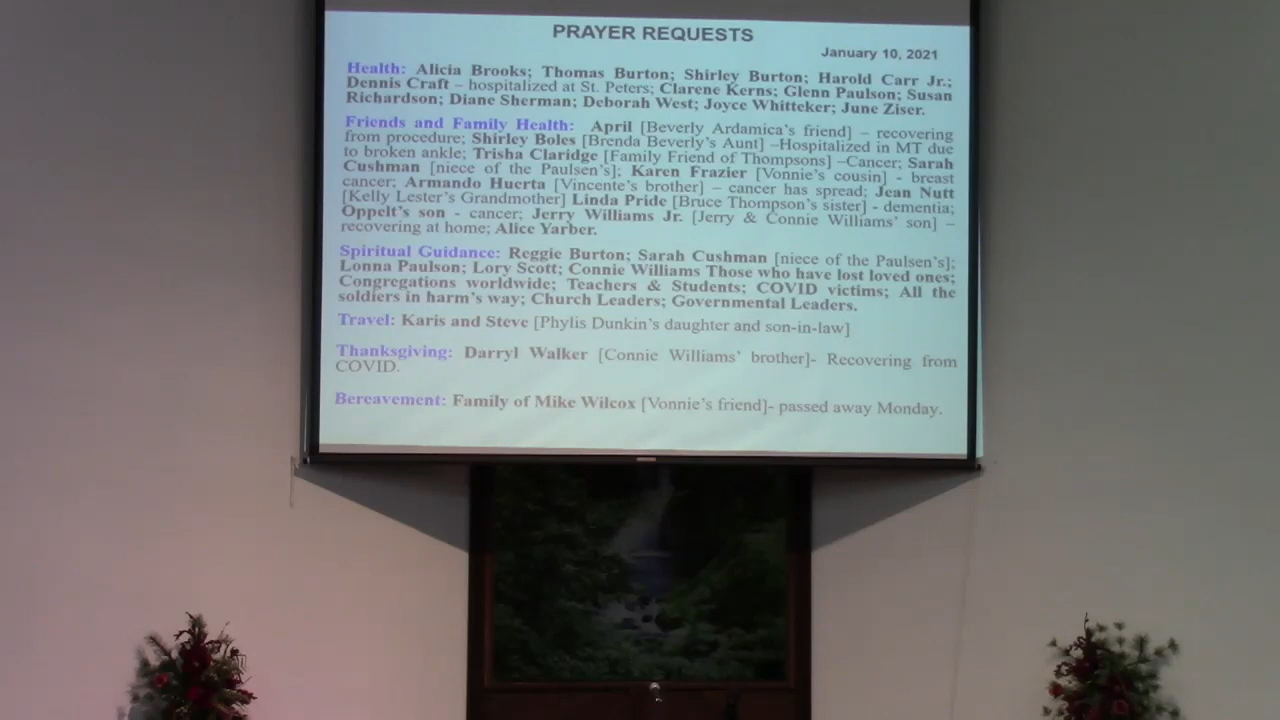 PRAYER REQUESTS
January 10, 2021
Health: Alicia Brooks; Thomas Burton; Shirley Burton; Harold Carr Jr.;
Dennis Craft – hospitalized at St. Peters; Clarene Kerns; Glenn Paulson; Susan
Richardson; Diane Sherman; Deborah West; Joyce Whitteker; June Ziser.
Friends and Family Health: April [Beverly Ardamica's friend] – recovering
from procedure; Shirley Boles [Brenda Beverly's Aunt] –Hospitalized in MT due
to broken ankle; Trisha Claridge [Family Friend of Thompsons] –Cancer; Sarah
Cushman [niece of the Paulsen's]; Karen Frazier [Vonnie's cousin] - breast
cancer; Armando Huerta [Vincente's brother] – cancer has spread; Jean Nutt
[Kelly Lester's Grandmother] Linda Pride [Bruce Thompson's sister] - dementia;
Oppelt's son - cancer; Jerry Williams Jr. [Jerry & Connie Williams' son] –
recovering at home; Alice Yarber.
Spiritual Guidance: Reggie Burton; Sarah Cushman [niece of the Paulsen's];
Lonna Paulson; Lory Scott; Connie Williams Those who have lost loved ones;
Congregations worldwide; Teachers & Students; COVID victims; All the
soldiers in harm's way; Church Leaders; Governmental Leaders.
Travel: Karis and Steve [Phylis Dunkin's daughter and son-in-law]
Thanksgiving: Darryl Walker [Connie Williams' brother]- Recovering from
COVID.
Bereavement: Family of Mike Wilcox [Vonnie's friend]- passed away Monday.